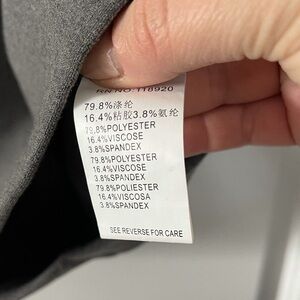 RN NO. 118920
79.8%涤纶
16.4%粘胶3.8%氨纶
79.8%POLYESTER
16.4%VISCOSE
3.8%SPANDEX
79.8%POLYESTER
16.4%VISCOSE
3.8%SPANDEX
79.8%POLIESTER
16.4%VISCOSA
3.8%SPANDEX
SEE REVERSE FOR CARE